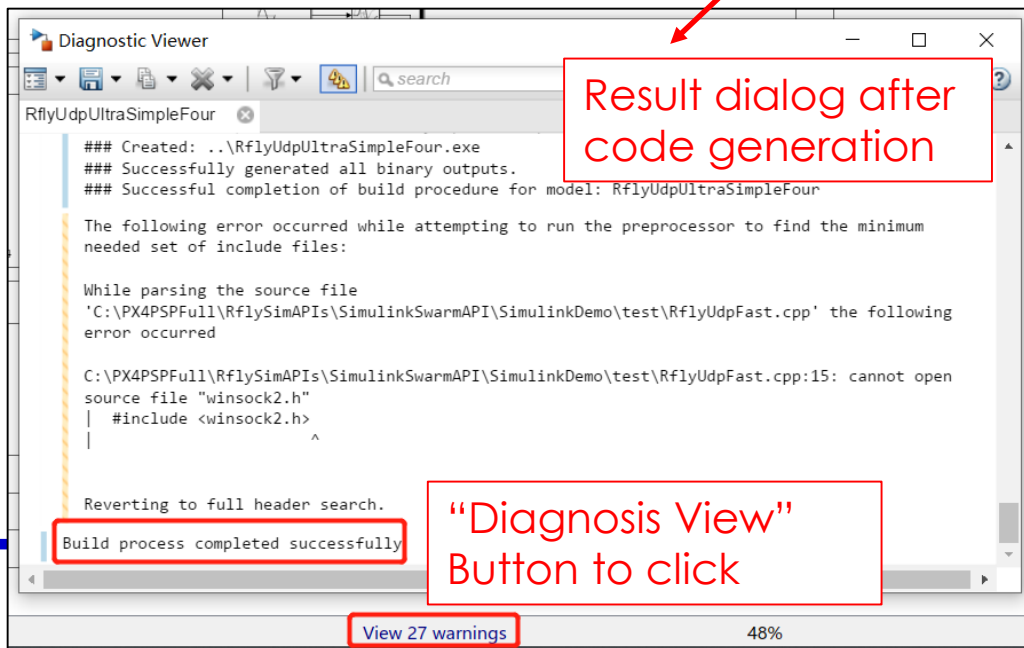 Diagnostic Viewer
search
RflyUdpUltraSimpleFour
Result dialog after
code generation
### Created: ..\RflyUdpUltraSimpleFour.exe
### Successfully generated all binary outputs.
### Successful completion of build procedure for model: RflyUdpUltraSimpleFour
The following error occurred while attempting to run the preprocessor to find the minimum
needed set of include files:
While parsing the source file
'C:\PX4PSPFull\RflySimAPIs\SimulinkSwarmAPI\SimulinkDemo\test\RflyUdpFast.cpp' the following
error occurred
C:\PX4PSPFull\RflySimAPIs\SimulinkSwarmAPI\SimulinkDemo\test\RflyUdpFast.cpp:15: cannot open
source file "winsock2.h"
| #include <winsock2.h>
| ^
Reverting to full header search.
Build process completed successfully
“Diagnosis View”
Button to click
View 27 warnings
48%